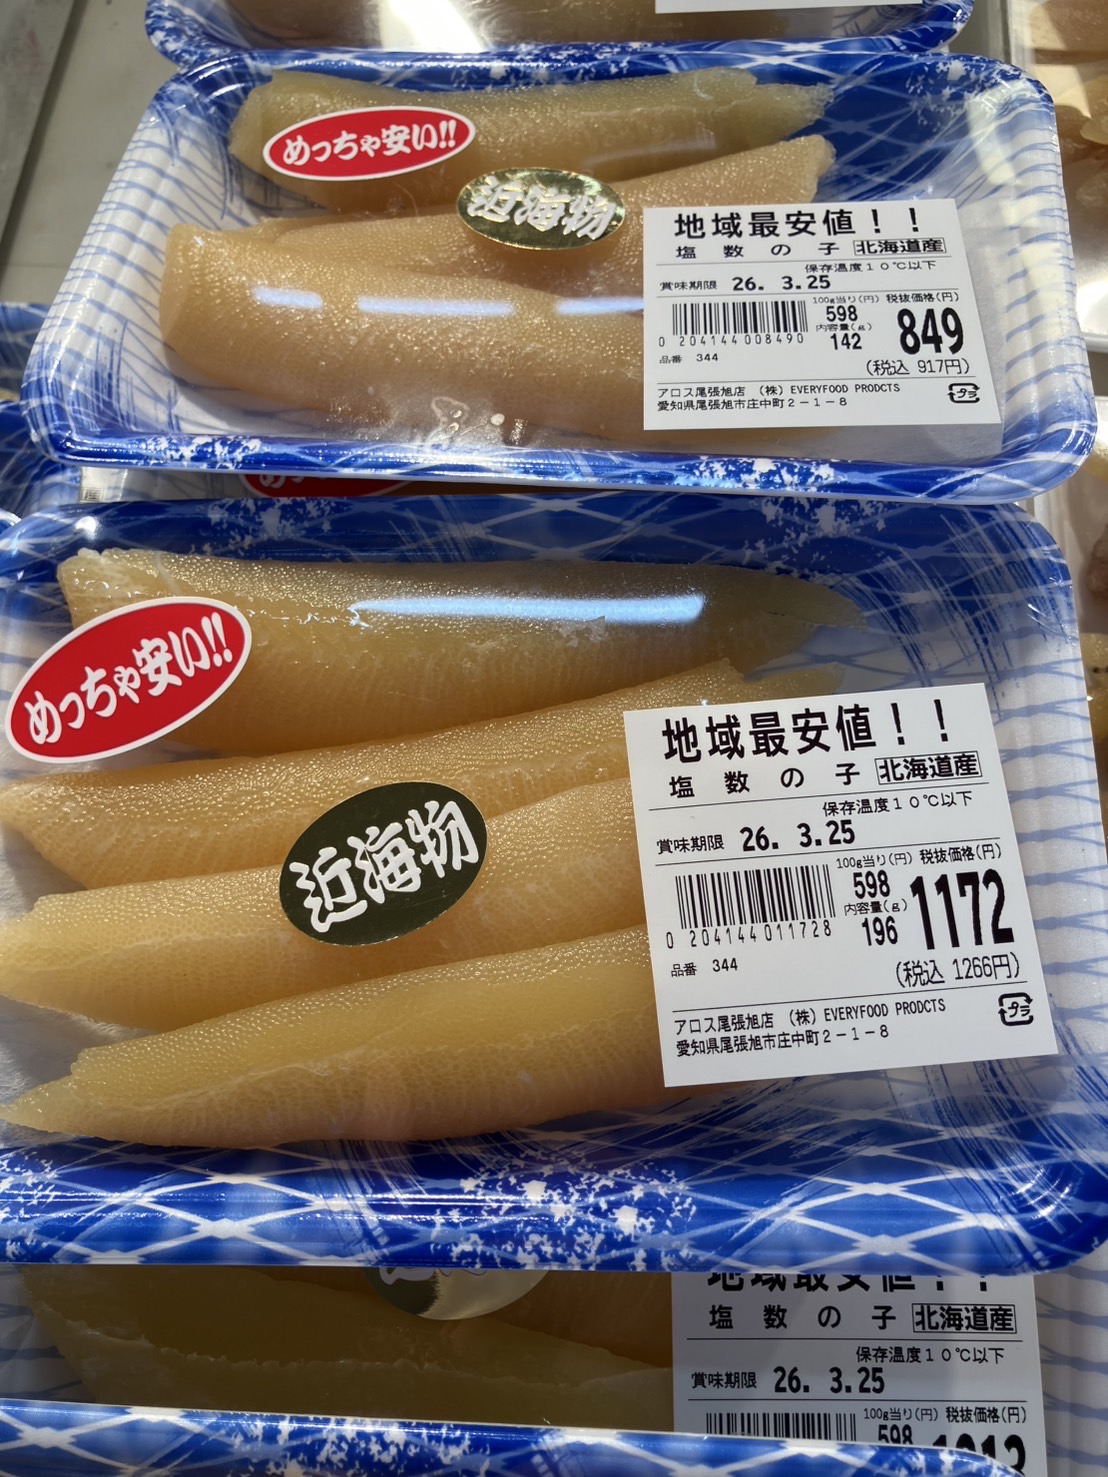 めっちゃ安い!!
近海物
地域最安値!!
塩数の子 北海道産
保存温度10℃以下
賞味期限 26. 3.25
100g当り(円) 税抜価格(円)
598
内容量(g)
142
849
0 204144 008490
(税込 917円)
品番 344
アロス尾張旭店 (株) EVERYFOOD PRODCTS
愛知県尾張旭市庄中町2-1-8
プラ
めっちゃ安い!!
近海物
地域最安値!!
塩数の子 北海道産
保存温度10℃以下
賞味期限 26. 3.25
100g当り(円) 税抜価格(円)
598
内容量(g)
196
1172
0 204144 011728
(税込 1266円)
品番 344
アロス尾張旭店 (株) EVERYFOOD PRODCTS
愛知県尾張旭市庄中町2-1-8
プラ
地域最安値!!
塩数の子 北海道産
保存温度10℃以下
賞味期限 26. 3.25
100g当り(円) 税抜価格(円)
598